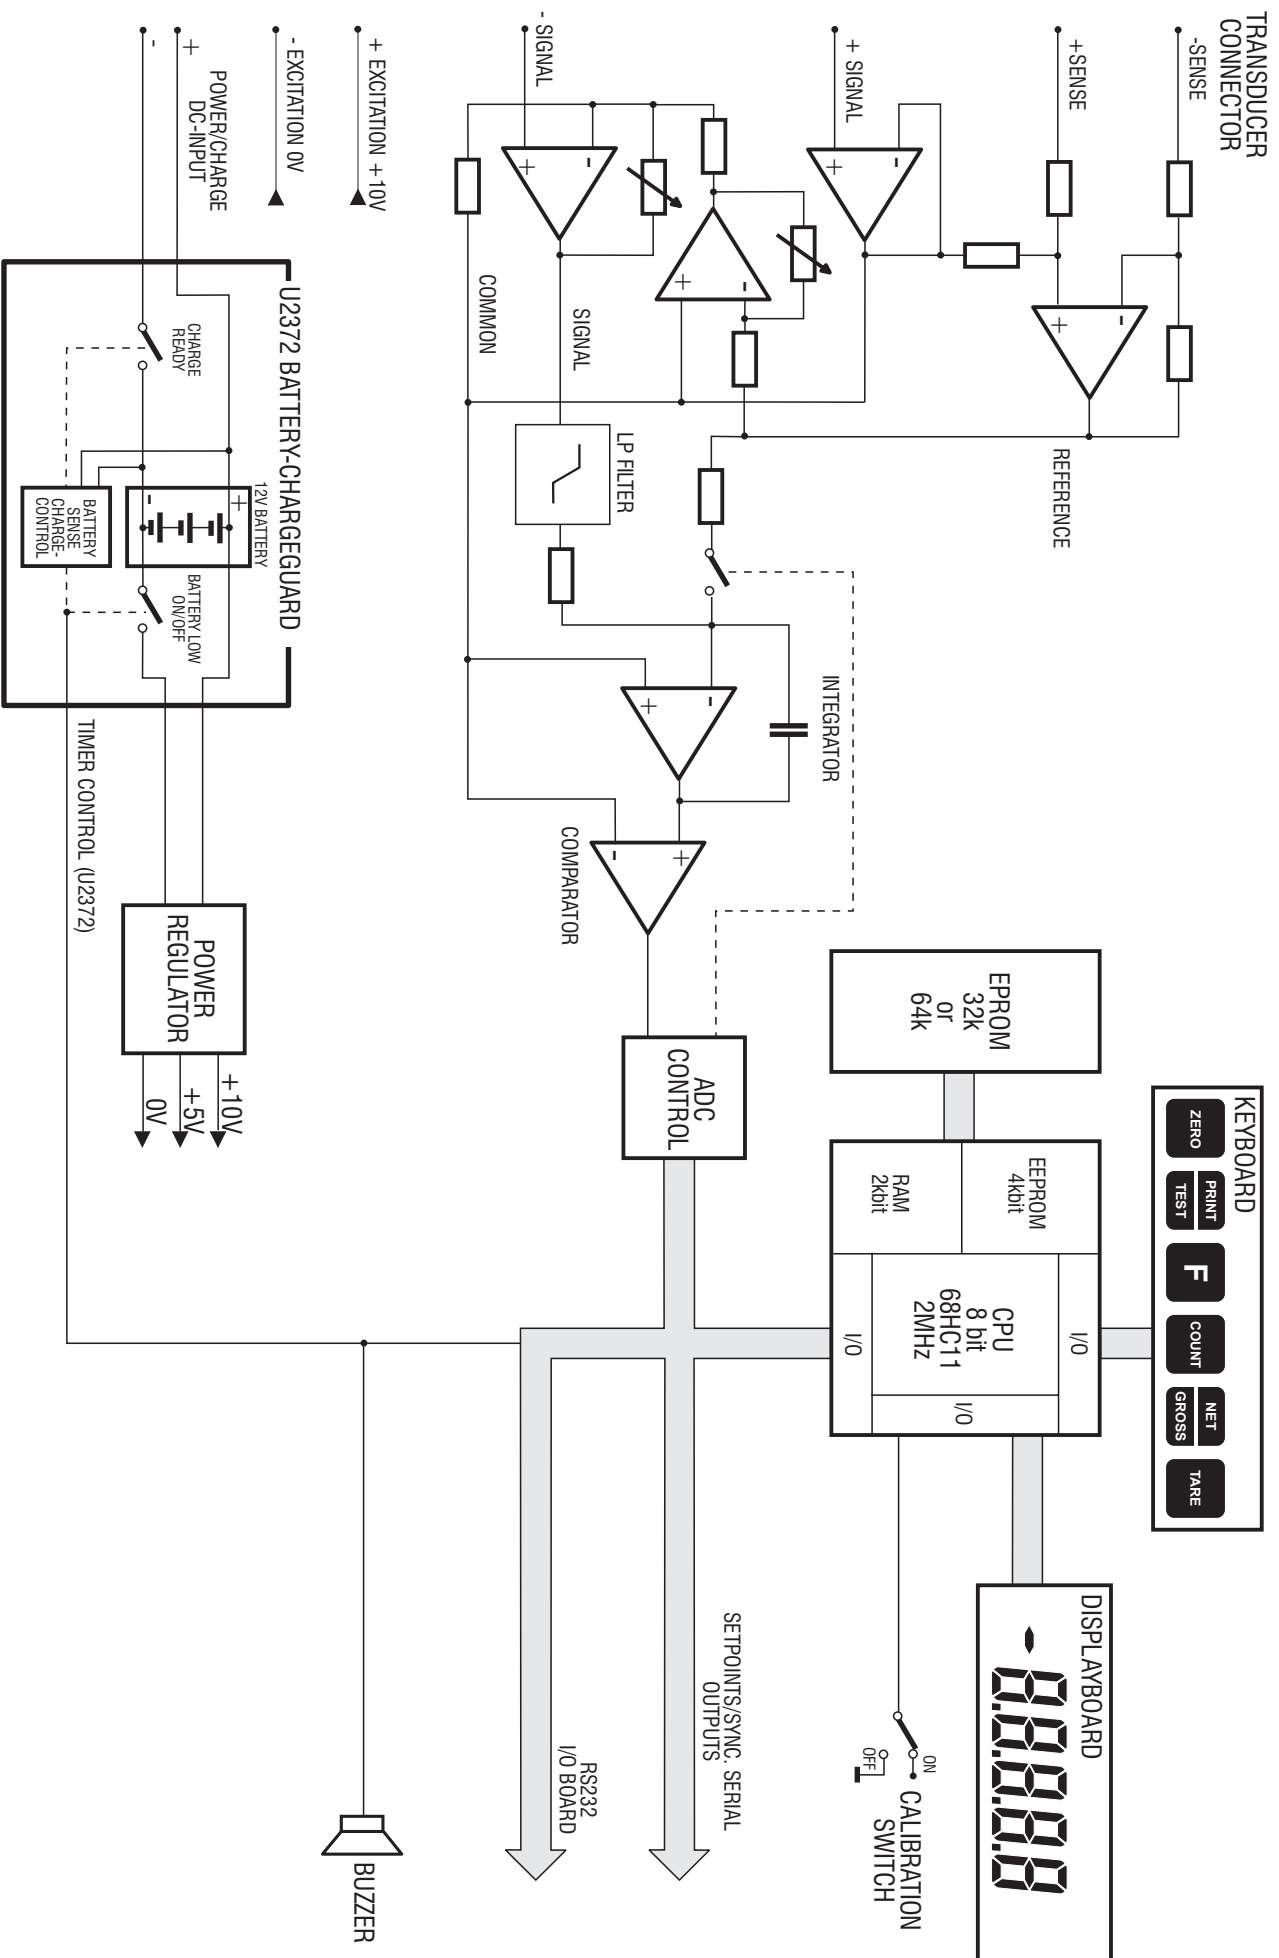 TRANSDUCER
CONNECTOR
-SENSE
+SENSE
+ SIGNAL
- SIGNAL
+ EXCITATION +10V
- EXCITATION 0V
POWER/CHARGE
DC-INPUT
+
-
-
+
REFERENCE
-
+
-
+
-
+
COMMON
SIGNAL
LP FILTER
INTEGRATOR
-
+
COMPARATOR
+
-
ADC
CONTROL
EPROM
32k
or
64k
EEPROM
4kbit
RAM
2kbit
CPU
8 bit
68HC11
2MHz
I/O
I/O
I/O
KEYBOARD
ZERO
PRINT
TEST
F
COUNT
NET
GROSS
TARE
DISPLAYBOARD
-8.8.8.8.8
ON
OFF
CALIBRATION
SWITCH
SETPOINTS/SYNC. SERIAL
OUTPUTS
RS232
I/O BOARD
BUZZER
U2372 BATTERY-CHARGEGUARD
CHARGE
READY
12V BATTERY
+
-
BATTERY
SENSE
CHARGE-
CONTROL
BATTERY LOW
ON/OFF
TIMER CONTROL (U2372)
POWER
REGULATOR
+10V
+5V
0V